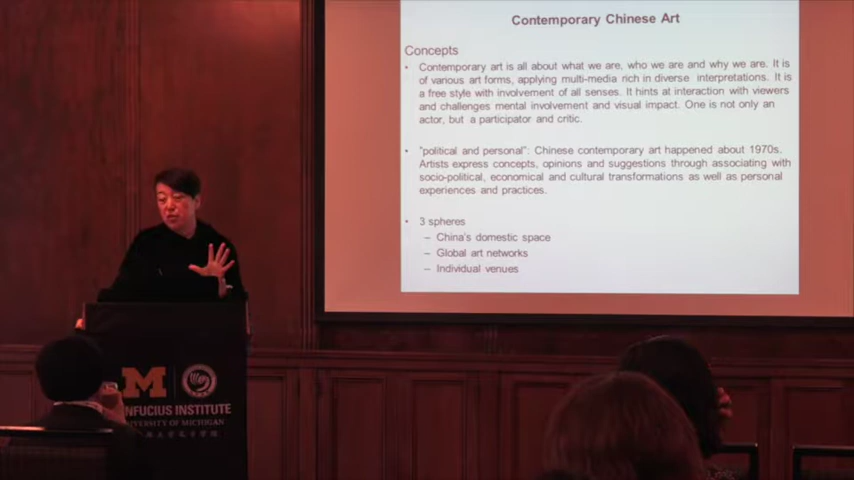 Contemporary Chinese Art
Concepts
• Contemporary art is all about what we are, who we are and why we are. It is
of various art forms, applying multi-media rich in diverse interpretations. It is
a free style with involvement of all senses. It hints at interaction with viewers
and challenges mental involvement and visual impact. One is not only an
actor, but a participator and critic.
• "political and personal": Chinese contemporary art happened about 1970s.
Artists express concepts, opinions and suggestions through associating with
socio-political, economical and cultural transformations as well as personal
experiences and practices.
• 3 spheres
– China's domestic space
– Global art networks
– Individual venues
M
NFUCIUS INSTITUTE
VERSITY OF MICHIGAN